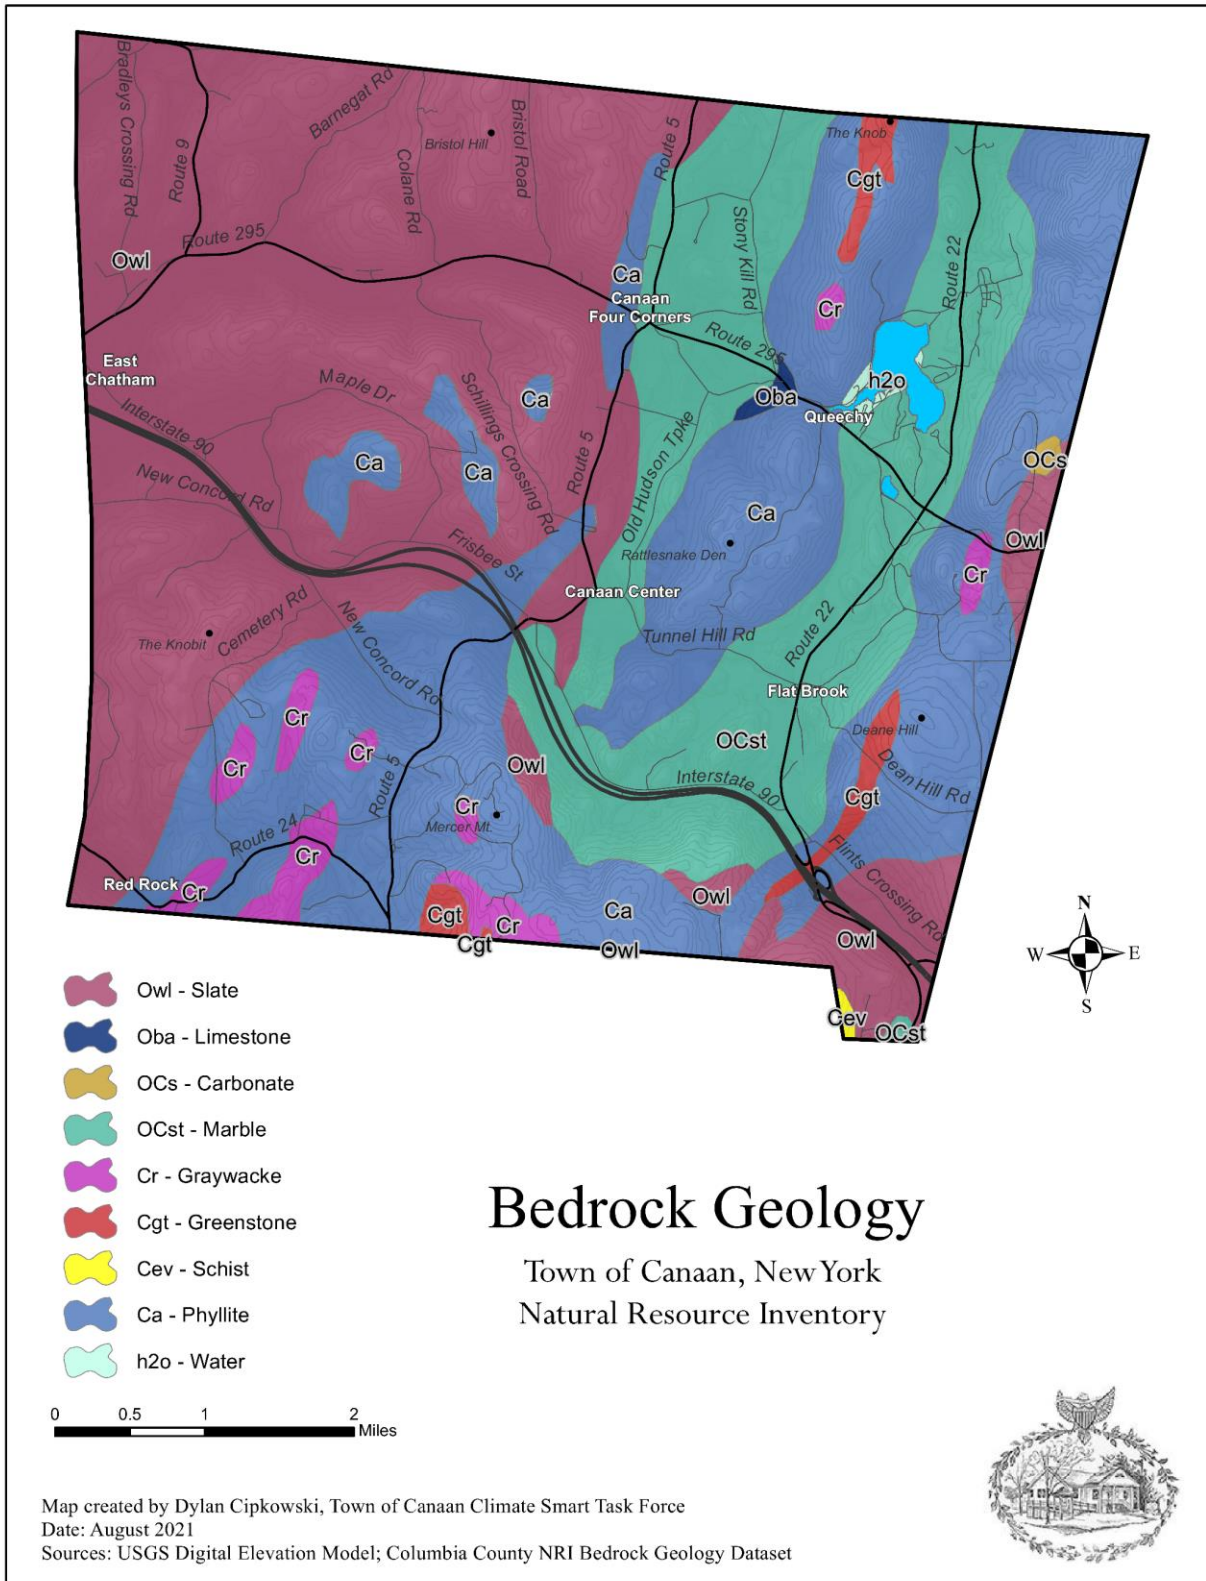 Bradleys Crossing Rd
Route 9
Barnegat Rd
Bristol Hill
Colane Rd
Bristol Road
Route 5
The Knob
Cgt
Stony Kill Rd
Route 22
Owl
Route 295
Ca
Canaan
Four Corners
Cr
Route 295
h2o
Oba
Queechy
East
Chatham
Maple Dr
Schillings Crossing Rd
Ca
Interstate 90
Ca
Ca
New Concord Rd
Route 5
Old Hudson Tpke
OCs
Ca
Rattlesnake Den
Owl
Cr
Frisbee St
Canaan Center
Cemetery Rd
The Knobit
New Concord Rd
Tunnel Hill Rd
Route 22
Flat Brook
Cr
Cr
Cr
Route 5
Owl
OCst
Deane Hill
Dean Hill Rd
Interstate 90
Cgt
Cr
Mercer Mt.
Route 24
Cr
Flints Crossing Rd
Red Rock
Cr
Cgt
Cr
Cgt
Ca
Owl
Owl
Owl
Cev
OCst
N
W
E
S
Owl - Slate
Oba - Limestone
OCs - Carbonate
OCst - Marble
Cr - Graywacke
Cgt - Greenstone
Cev - Schist
Ca - Phyllite
h2o - Water
Bedrock Geology
Town of Canaan, New York
Natural Resource Inventory
0 0.5 1 2
Miles
Map created by Dylan Cipkowski, Town of Canaan Climate Smart Task Force
Date: August 2021
Sources: USGS Digital Elevation Model; Columbia County NRI Bedrock Geology Dataset